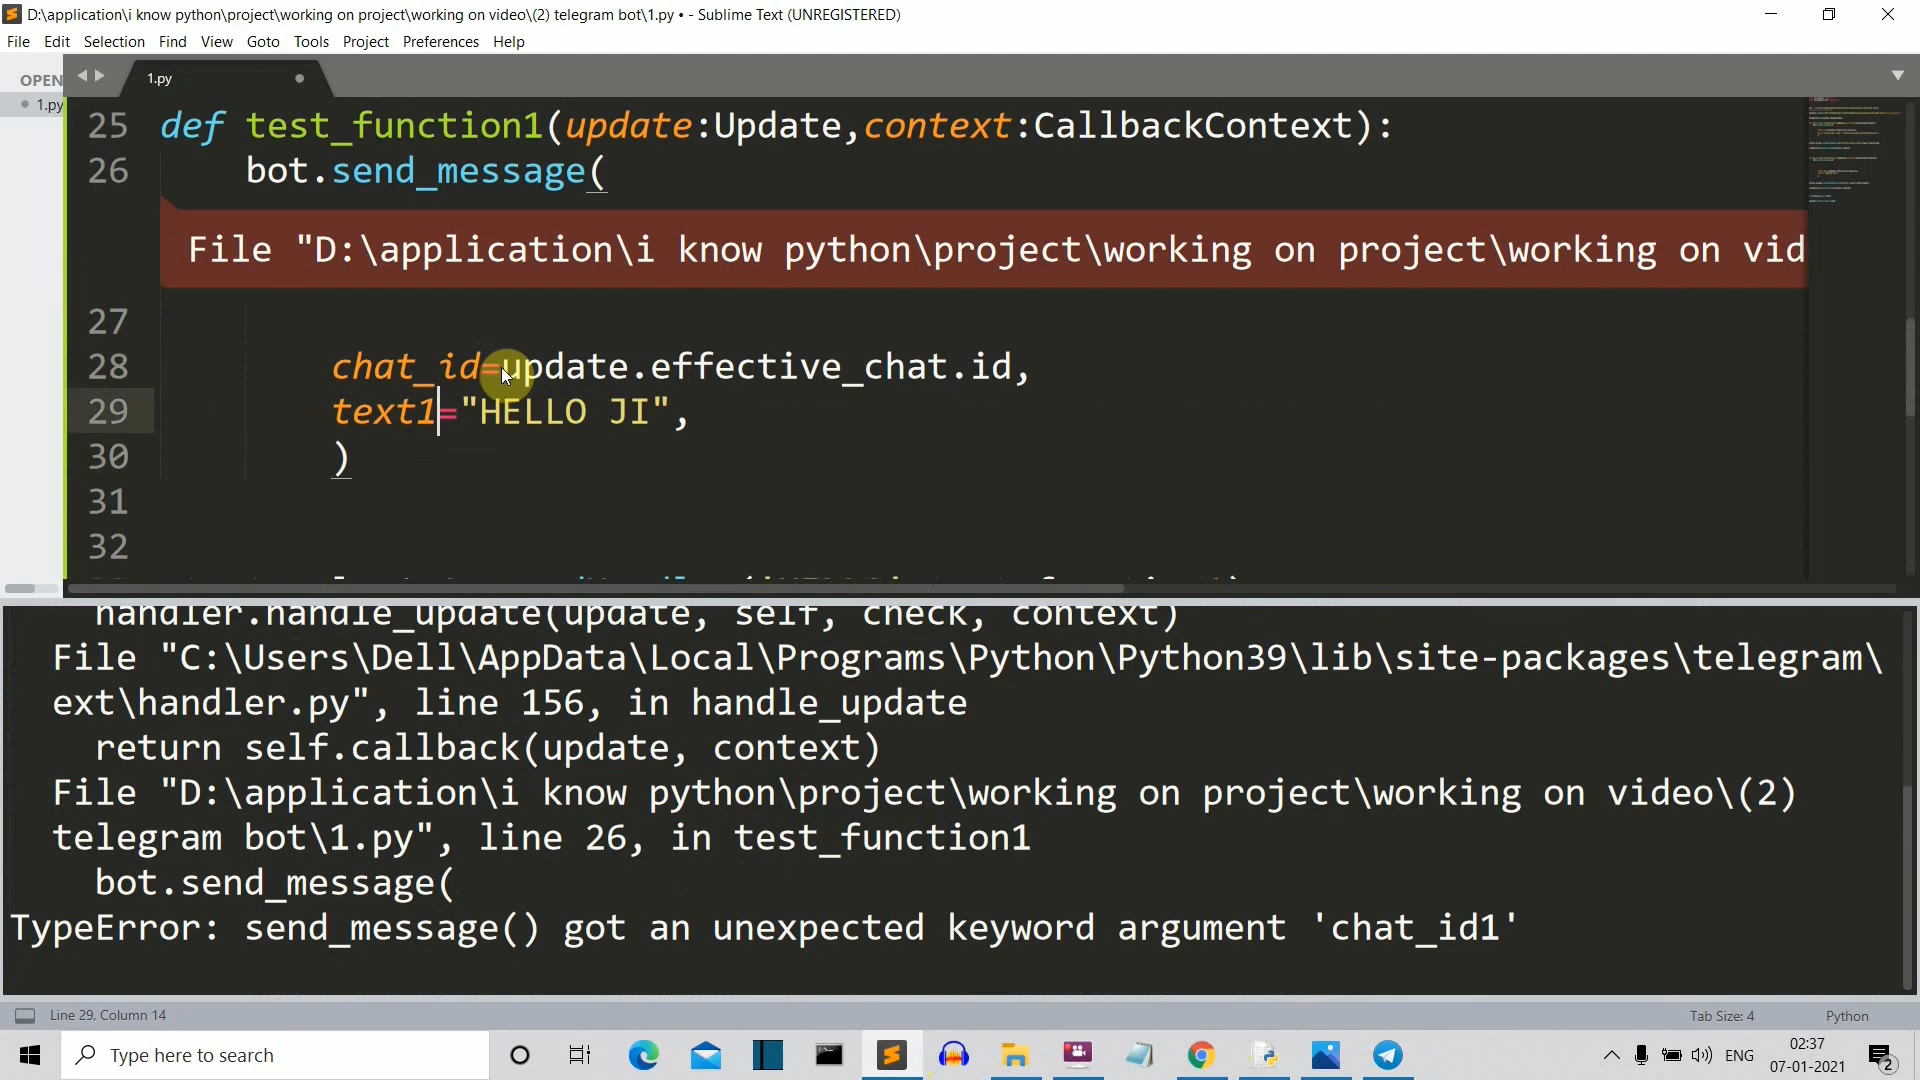 D:\application\i know python\project\working on project\working on video\(2) telegram bot\1.py • - Sublime Text (UNREGISTERED)
File Edit Selection Find View Goto Tools Project Preferences Help
OPEN
1.py
1.py
25 def test_function1(update:Update,context:CallbackContext):
26 bot.send_message(
File "D:\application\i know python\project\working on project\working on vid
27
28 chat_id=update.effective_chat.id,
29 text1="HELLO JI",
30 )
31
32
handler.handle_update(update, self, check, context)
File "C:\Users\Dell\AppData\Local\Programs\Python\Python39\lib\site-packages\telegram\
ext\handler.py", line 156, in handle_update
return self.callback(update, context)
File "D:\application\i know python\project\working on project\working on video\(2)
telegram bot\1.py", line 26, in test_function1
bot.send_message(
TypeError: send_message() got an unexpected keyword argument 'chat_id1'
Line 29, Column 14
Tab Size: 4
Python
Type here to search
ENG
02:37
07-01-2021
2